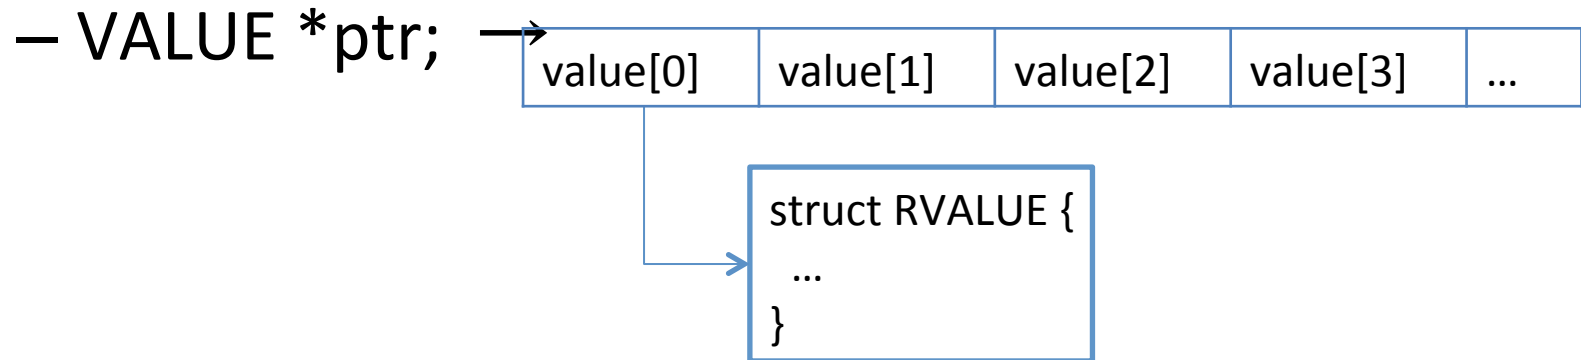 – VALUE *ptr; →
value[0] value[1] value[2] value[3] …
struct RVALUE {
…
}